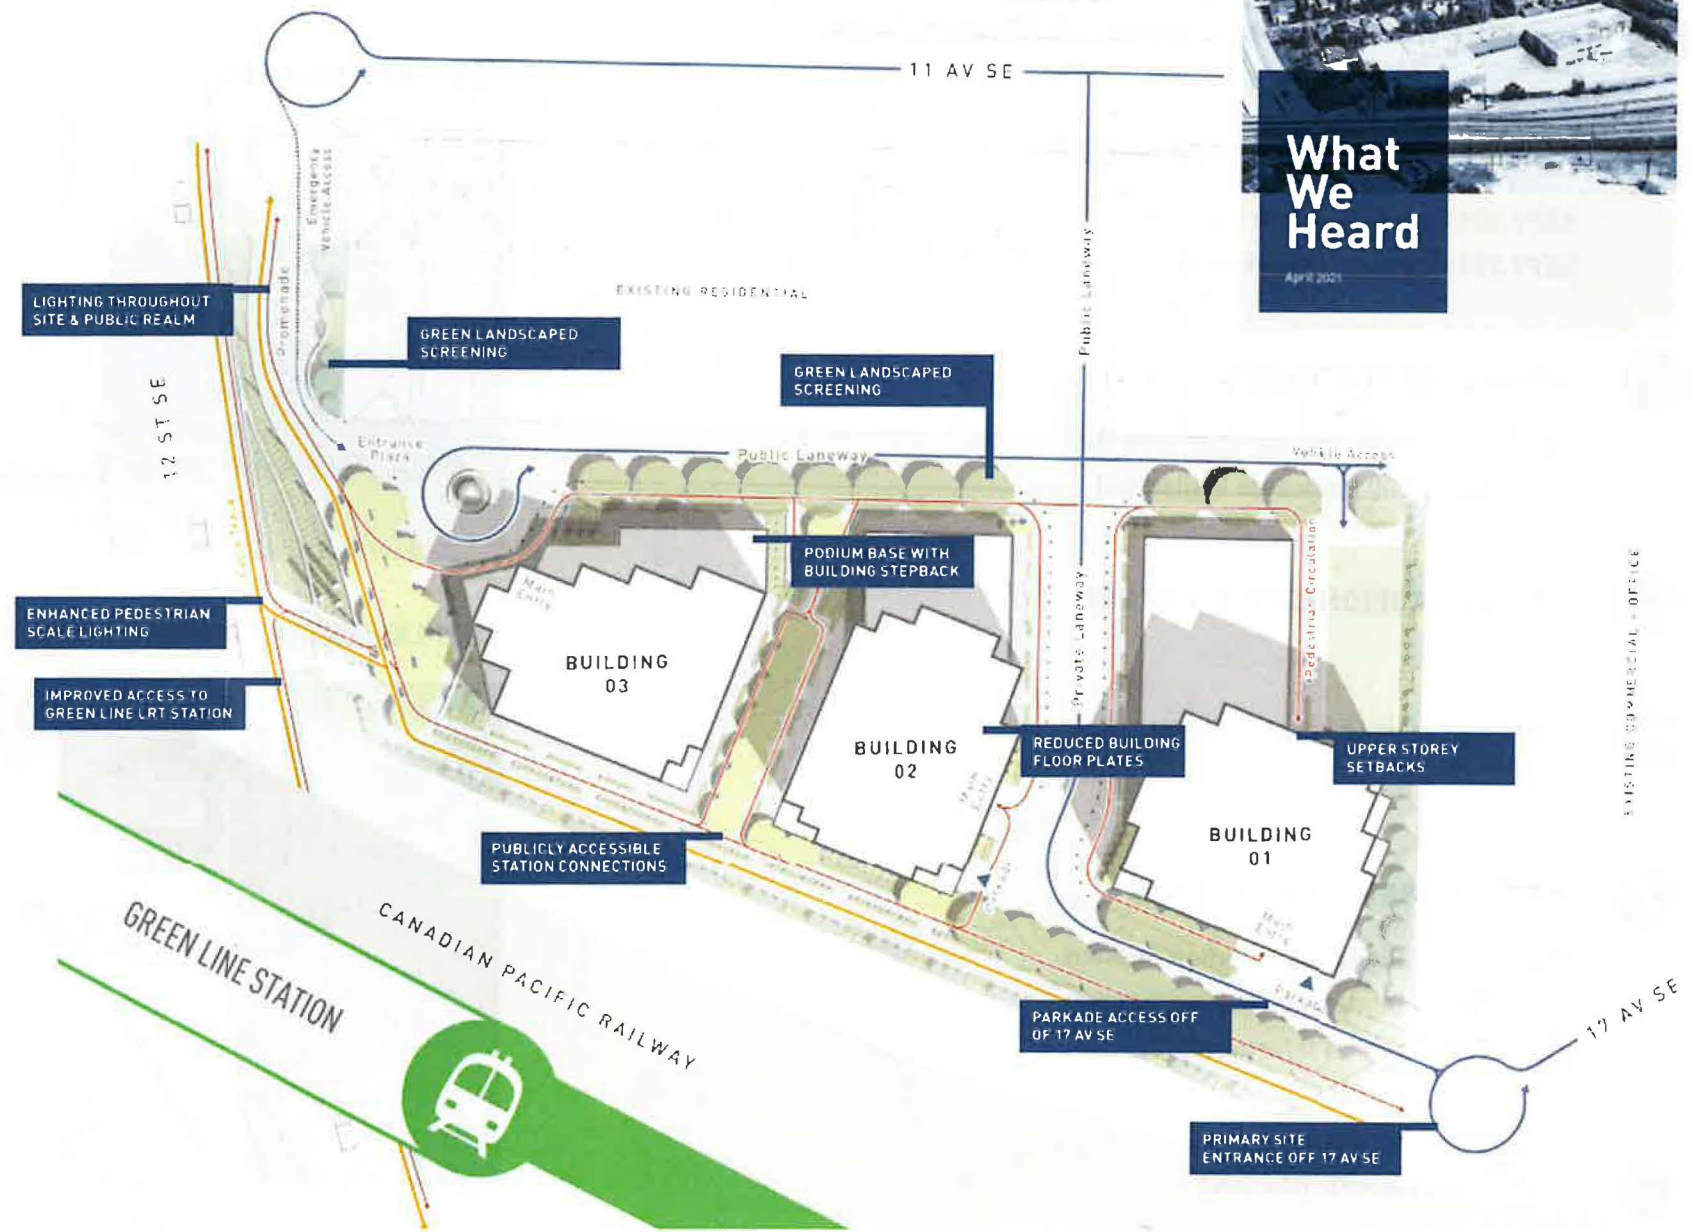 11 AV SE
What
We
Heard
April 2021
Emergency
Vehicle Access
Public Laneway
Promenade
EXISTING RESIDENTIAL
LIGHTING THROUGHOUT
SITE & PUBLIC REALM
GREEN LANDSCAPED
SCREENING
GREEN LANDSCAPED
SCREENING
12 ST SE
Entrance
Plaza
Public Laneway
Vehicle Access
PODIUM BASE WITH
BUILDING STEPBACK
Main
Entry
Pedestrian Circulation
Private Laneway
EXISTING COMMERCIAL - OFFICE
ENHANCED PEDESTRIAN
SCALE LIGHTING
BUILDING
03
IMPROVED ACCESS TO
GREEN LINE LRT STATION
BUILDING
02
REDUCED BUILDING
FLOOR PLATES
UPPER STOREY
SETBACKS
Main
Entry
BUILDING
01
PUBLICLY ACCESSIBLE
STATION CONNECTIONS
Parkade
Main
Entry
GREEN LINE STATION
CANADIAN PACIFIC RAILWAY
Parkade
PARKADE ACCESS OFF
OF 17 AV SE
17 AV SE
PRIMARY SITE
ENTRANCE OFF 17 AV SE